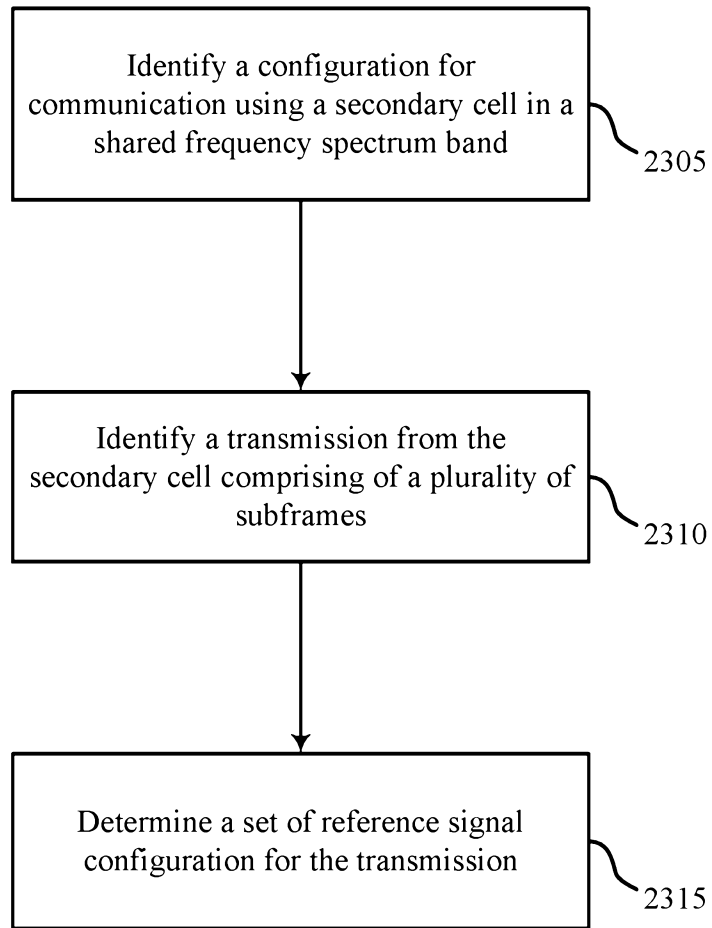 Identify a configuration for
communication using a secondary cell in a
shared frequency spectrum band
2305
Identify a transmission from the
secondary cell comprising of a plurality of
subframes
2310
Determine a set of reference signal
configuration for the transmission
2315